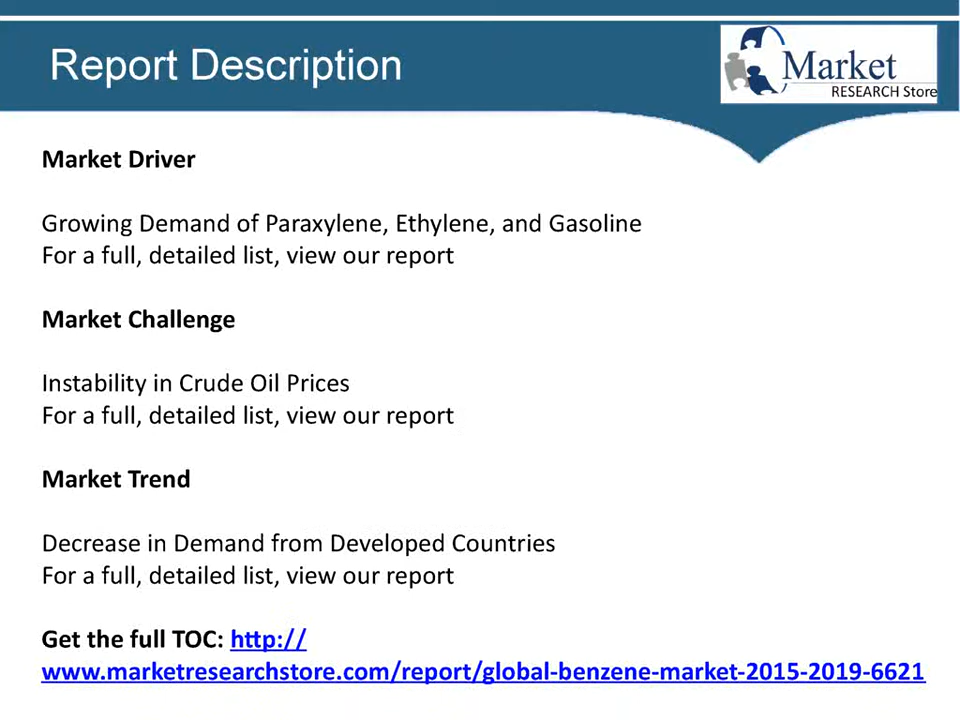 Report Description
Market
RESEARCH Store
Market Driver
Growing Demand of Paraxylene, Ethylene, and Gasoline
For a full, detailed list, view our report
Market Challenge
Instability in Crude Oil Prices
For a full, detailed list, view our report
Market Trend
Decrease in Demand from Developed Countries
For a full, detailed list, view our report
Get the full TOC: http://
www.marketresearchstore.com/report/global-benzene-market-2015-2019-6621